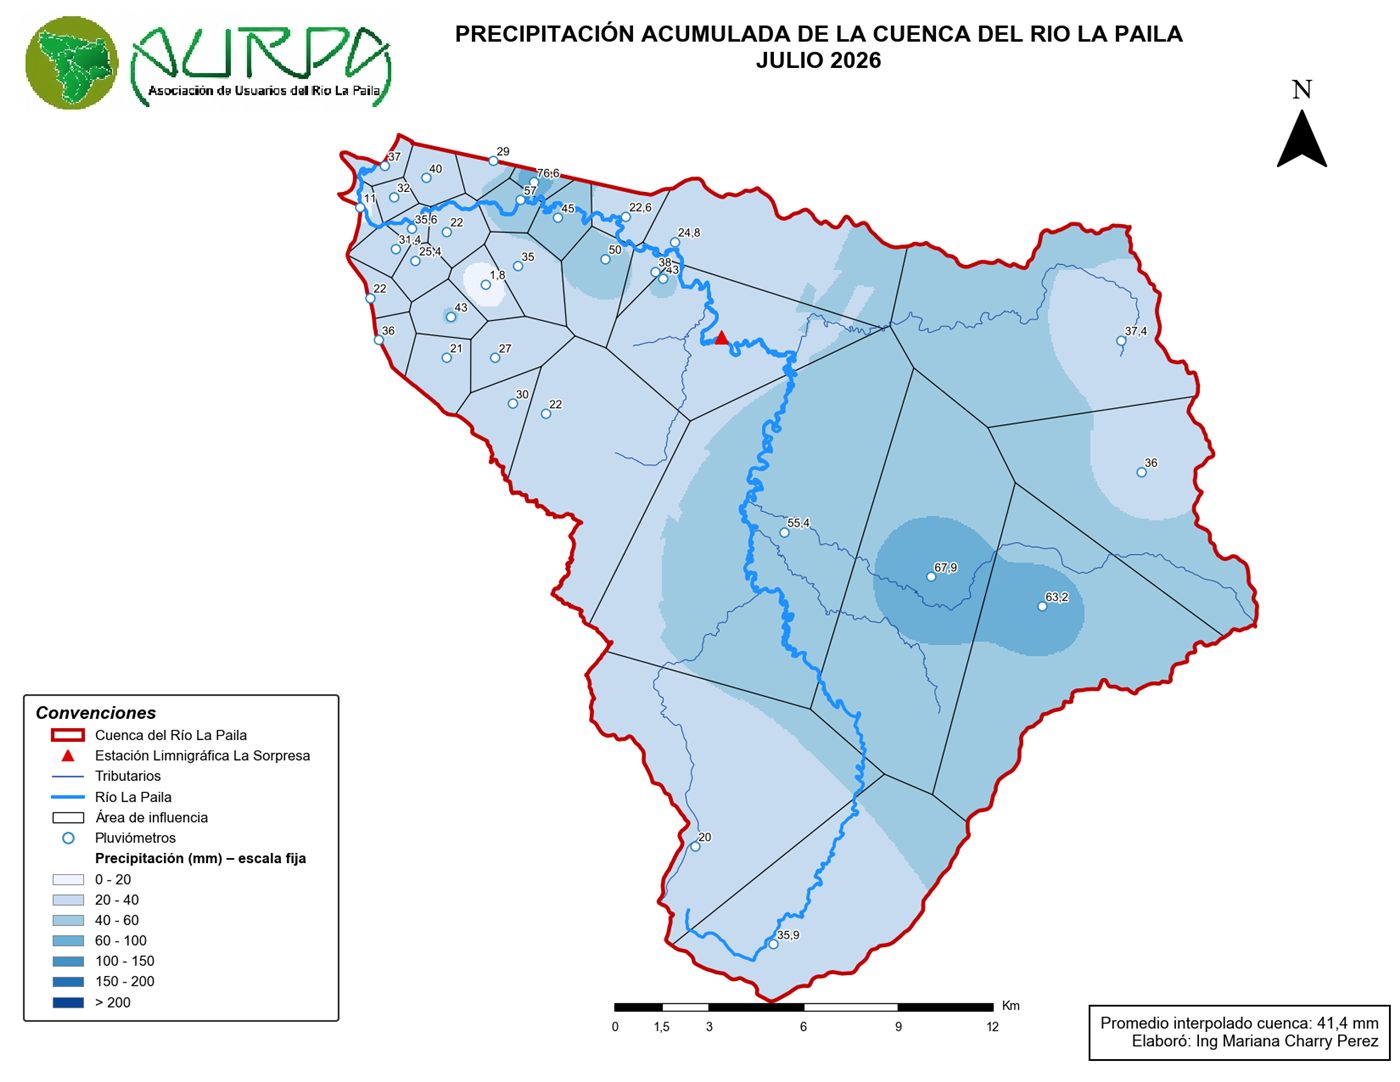 AURPA
Asociación de Usuarios del Río La Paila
PRECIPITACIÓN ACUMULADA DE LA CUENCA DEL RIO LA PAILA
JULIO 2026
N
37
29
40
76,6
32
57
11
45
22,6
35,6
22
31,4
25,4
24,8
50
35
38
43
1,8
22
43
36
37,4
21
27
30
22
36
55,4
67,9
63,2
20
35,9
Convenciones
Cuenca del Río La Paila
Estación Limnigráfica La Sorpresa
Tributarios
Río La Paila
Área de influencia
Pluviómetros
Precipitación (mm) – escala fija
0 - 20
20 - 40
40 - 60
60 - 100
100 - 150
150 - 200
> 200
Km
0 1,5 3 6 9 12
Promedio interpolado cuenca: 41,4 mm
Elaboró: Ing Mariana Charry Perez